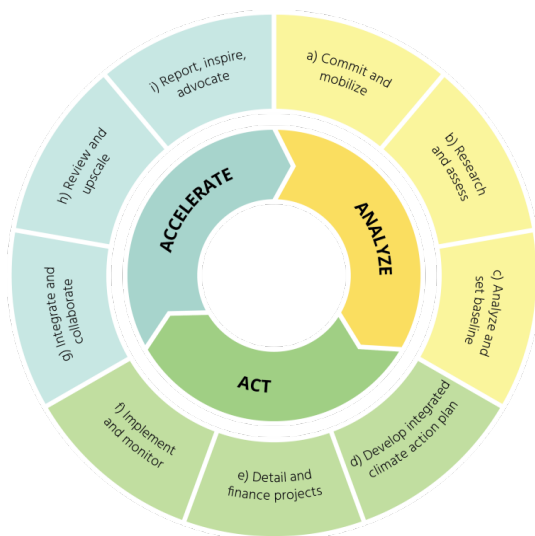 a) Commit and
mobilize
b) Research
and assess
c) Analyze and
set baseline
d) Develop integrated
climate action plan
e) Detail and
finance projects
f) Implement
and monitor
g) Integrate and
collaborate
h) Review and
upscale
i) Report, inspire,
advocate
ANALYZE
ACT
ACCELERATE